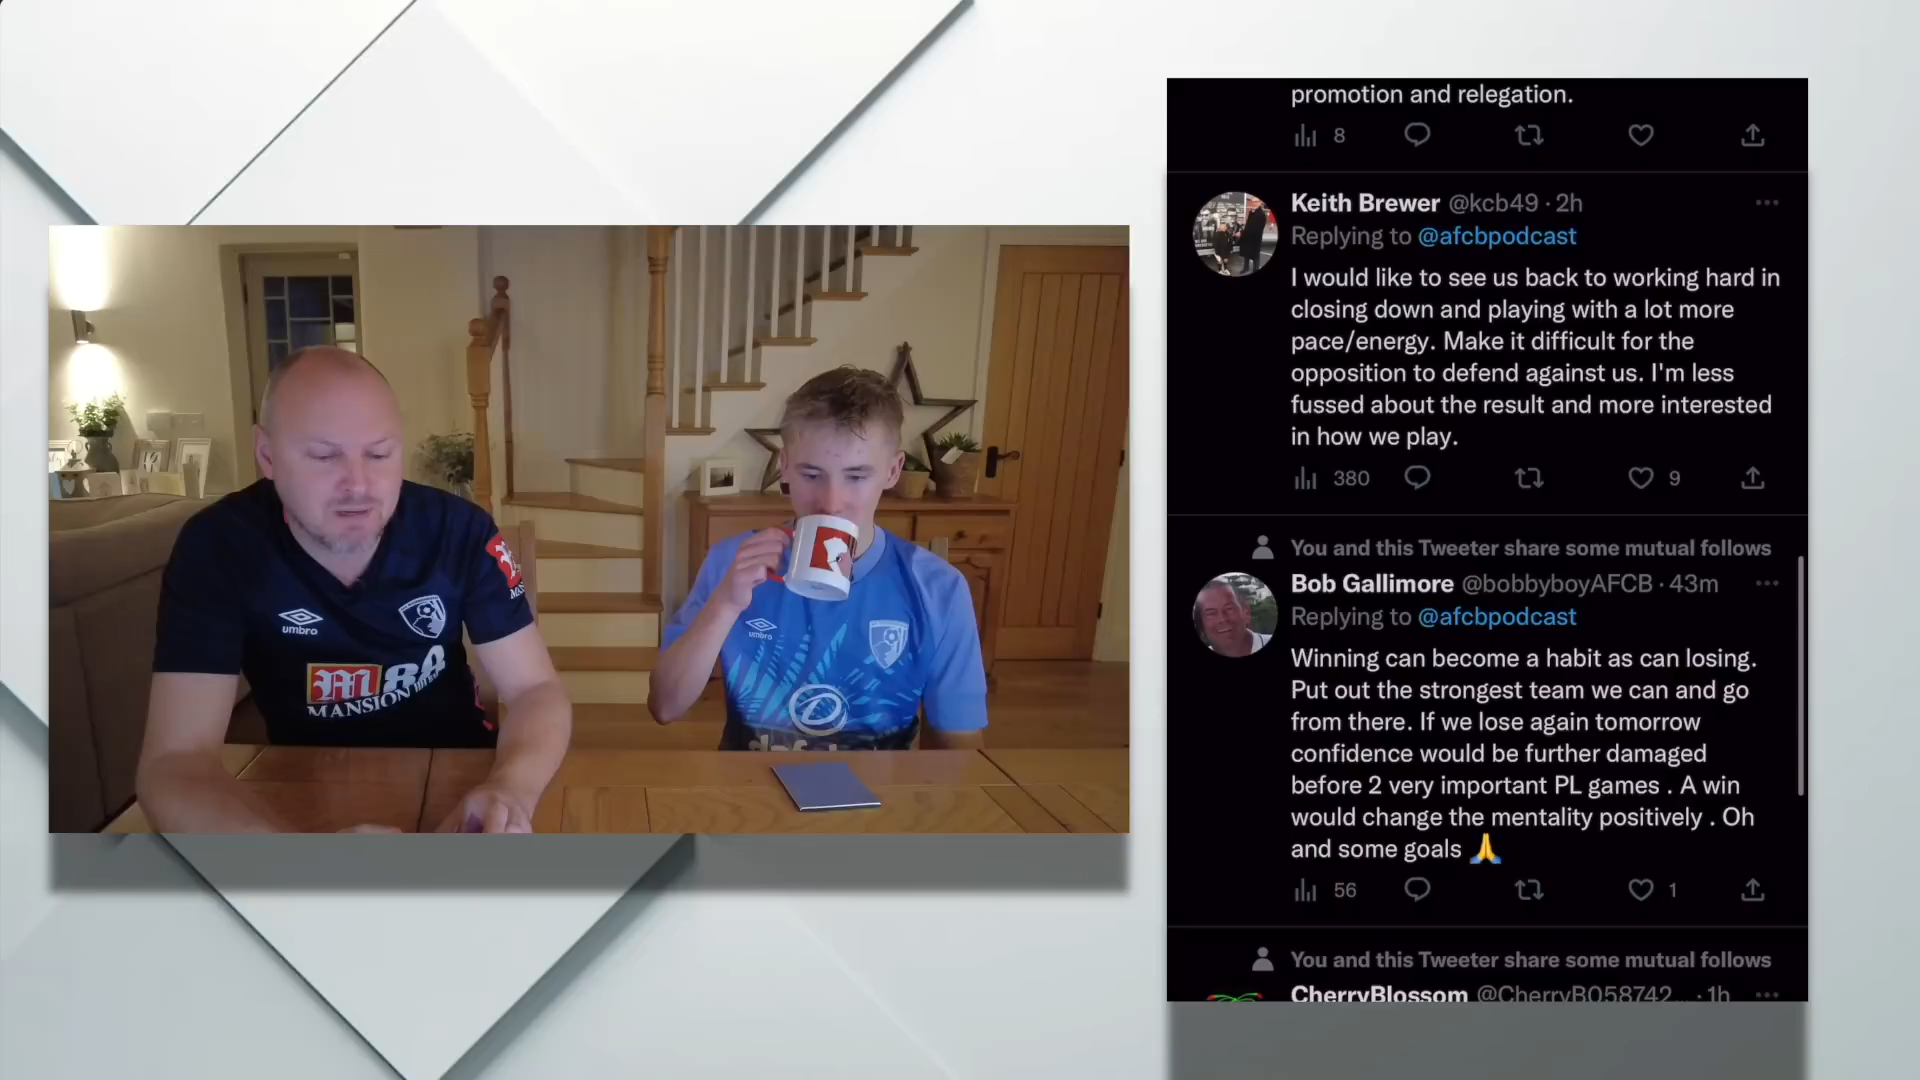 promotion and relegation.
8
Keith Brewer @kcb49 · 2h
Replying to @afcbpodcast
I would like to see us back to working hard in
closing down and playing with a lot more
pace/energy. Make it difficult for the
opposition to defend against us. I'm less
fussed about the result and more interested
in how we play.
380 9
You and this Tweeter share some mutual follows
Bob Gallimore @bobbyboyAFCB · 43m
Replying to @afcbpodcast
Winning can become a habit as can losing.
Put out the strongest team we can and go
from there. If we lose again tomorrow
confidence would be further damaged
before 2 very important PL games . A win
would change the mentality positively . Oh
and some goals 🙏
56 1
You and this Tweeter share some mutual follows
CherryBlossom @CherryB058742... · 1h
umbro
M88
MANSION
umbro
dafabet